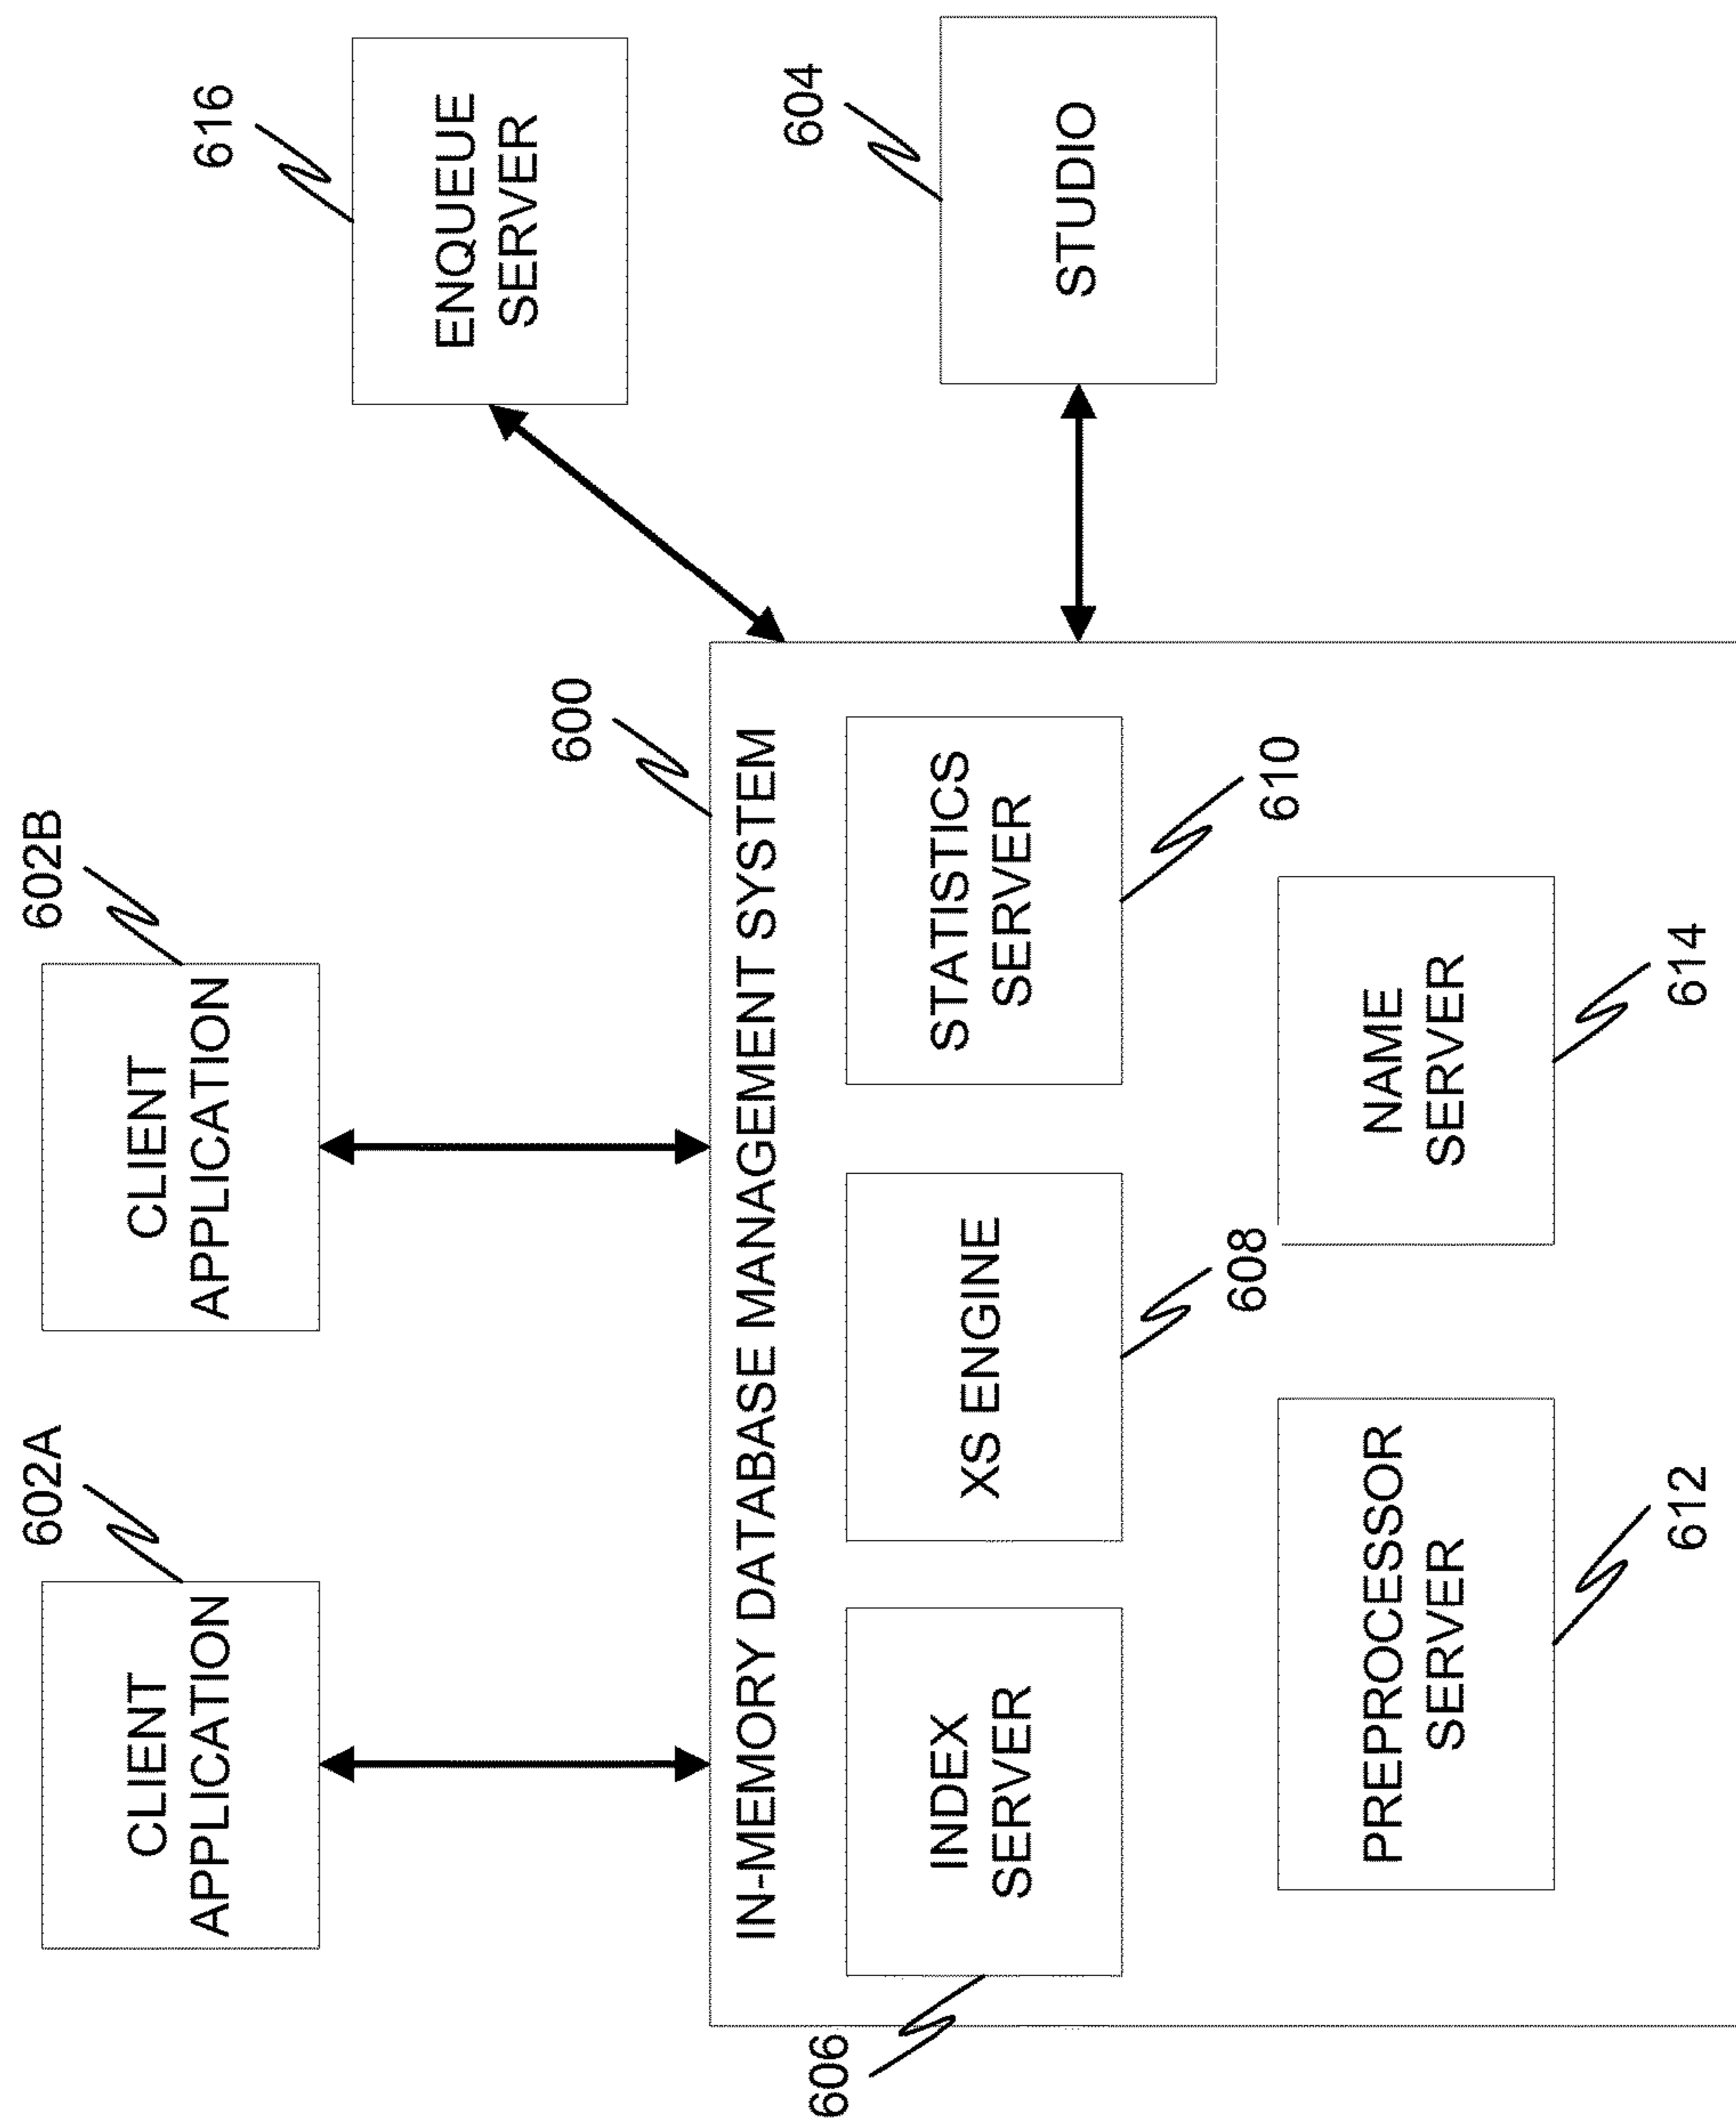 602A
602B
616
CLIENT
APPLICATION
CLIENT
APPLICATION
ENQUEUE
SERVER
600
604
IN-MEMORY DATABASE MANAGEMENT SYSTEM
STUDIO
606
INDEX
SERVER
XS ENGINE
STATISTICS
SERVER
608
610
PREPROCESSOR
SERVER
NAME
SERVER
612
614